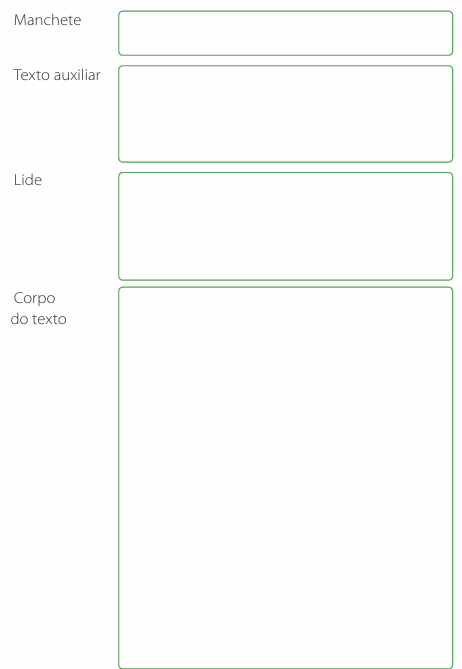 Manchete
Texto auxiliar
Lide
Corpo
do texto